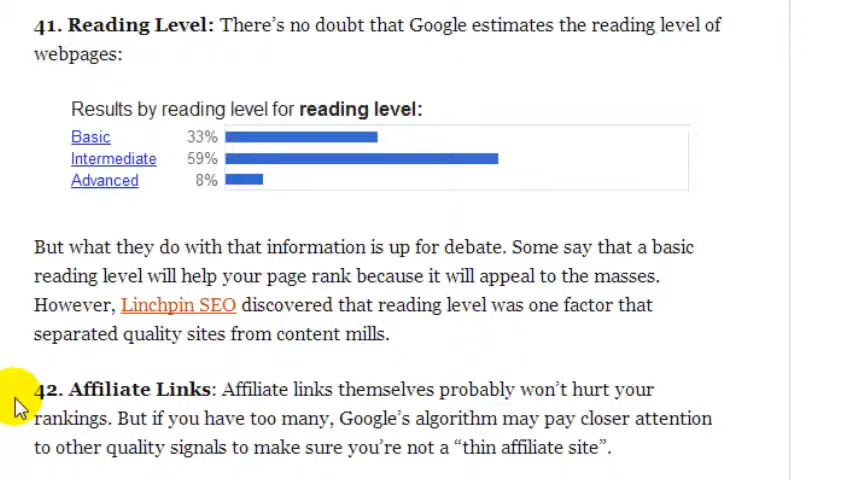 41. Reading Level: There’s no doubt that Google estimates the reading level of
webpages:
Results by reading level for reading level:
Basic 33%
Intermediate 59%
Advanced 8%
But what they do with that information is up for debate. Some say that a basic
reading level will help your page rank because it will appeal to the masses.
However, Linchpin SEO discovered that reading level was one factor that
separated quality sites from content mills.
42. Affiliate Links: Affiliate links themselves probably won’t hurt your
rankings. But if you have too many, Google’s algorithm may pay closer attention
to other quality signals to make sure you’re not a “thin affiliate site”.